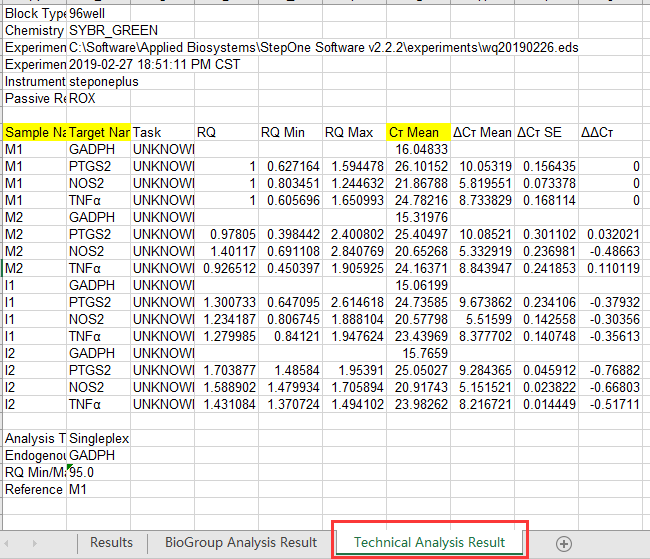 Block Type 96well
Chemistry SYBR_GREEN
Experimen C:\Software\Applied Biosystems\StepOne Software v2.2.2\experiments\wq20190226.eds
Experimen 2019-02-27 18:51:11 PM CST
Instrument steponeplus
Passive Re ROX
Sample Na Target Nar Task RQ RQ Min RQ Max Cт Mean ΔCт Mean ΔCт SE ΔΔCт
M1 GADPH UNKNOWI 16.04833
M1 PTGS2 UNKNOWI 1 0.627164 1.594478 26.10152 10.05319 0.156435 0
M1 NOS2 UNKNOWI 1 0.803451 1.244632 21.86788 5.819551 0.073378 0
M1 TNFα UNKNOWI 1 0.605696 1.650993 24.78216 8.733829 0.168114 0
M2 GADPH UNKNOWI 15.31976
M2 PTGS2 UNKNOWI 0.97805 0.398442 2.400802 25.40497 10.08521 0.301102 0.032021
M2 NOS2 UNKNOWI 1.40117 0.691108 2.840769 20.65268 5.332919 0.236981 -0.48663
M2 TNFα UNKNOWI 0.926512 0.450397 1.905925 24.16371 8.843947 0.241853 0.110119
I1 GADPH UNKNOWI 15.06199
I1 PTGS2 UNKNOWI 1.300733 0.647095 2.614618 24.73585 9.673862 0.234106 -0.37932
I1 NOS2 UNKNOWI 1.234187 0.806745 1.888104 20.57798 5.51599 0.142558 -0.30356
I1 TNFα UNKNOWI 1.279985 0.84121 1.947624 23.43969 8.377702 0.140748 -0.35613
I2 GADPH UNKNOWI 15.7659
I2 PTGS2 UNKNOWI 1.703877 1.48584 1.95391 25.05027 9.284365 0.045912 -0.76882
I2 NOS2 UNKNOWI 1.588902 1.479934 1.705894 20.91743 5.151521 0.023822 -0.66803
I2 TNFα UNKNOWI 1.431084 1.370724 1.494102 23.98262 8.216721 0.014449 -0.51711
Analysis T Singleplex
Endogenou GADPH
RQ Min/Ma 95.0
Reference M1
Results BioGroup Analysis Result Technical Analysis Result